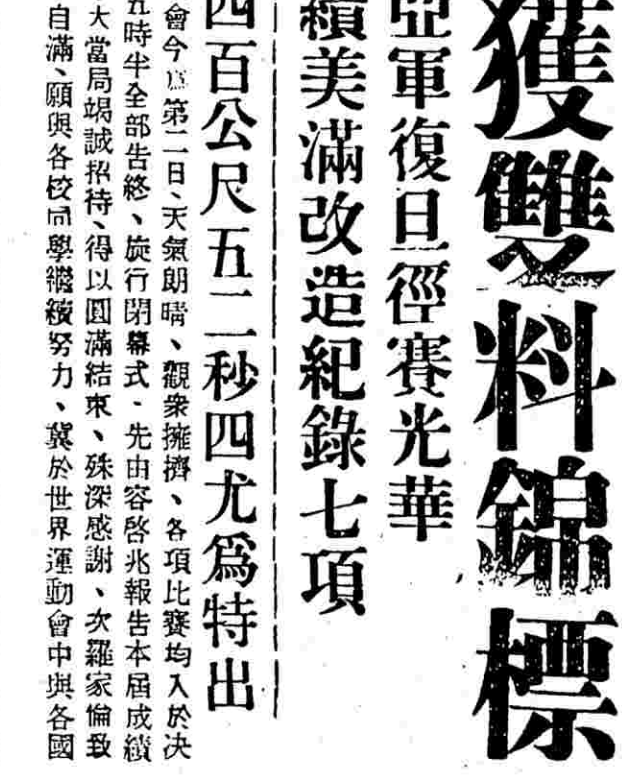 獲雙料錦標
亞軍復旦徑賽光華
績美滿改造紀錄七項
四百公尺五二秒四尤爲特出
會今爲第二日、天氣朗晴、觀衆擁擠、各項比賽均入於决
五時半全部告終、旋行閉幕式、先由容啓兆報告本屆成績
大當局竭誠招待、得以圓滿結束、殊深感謝、次羅家倫致
自滿、願與各校同學繼續努力、冀於世界運動會中與各國